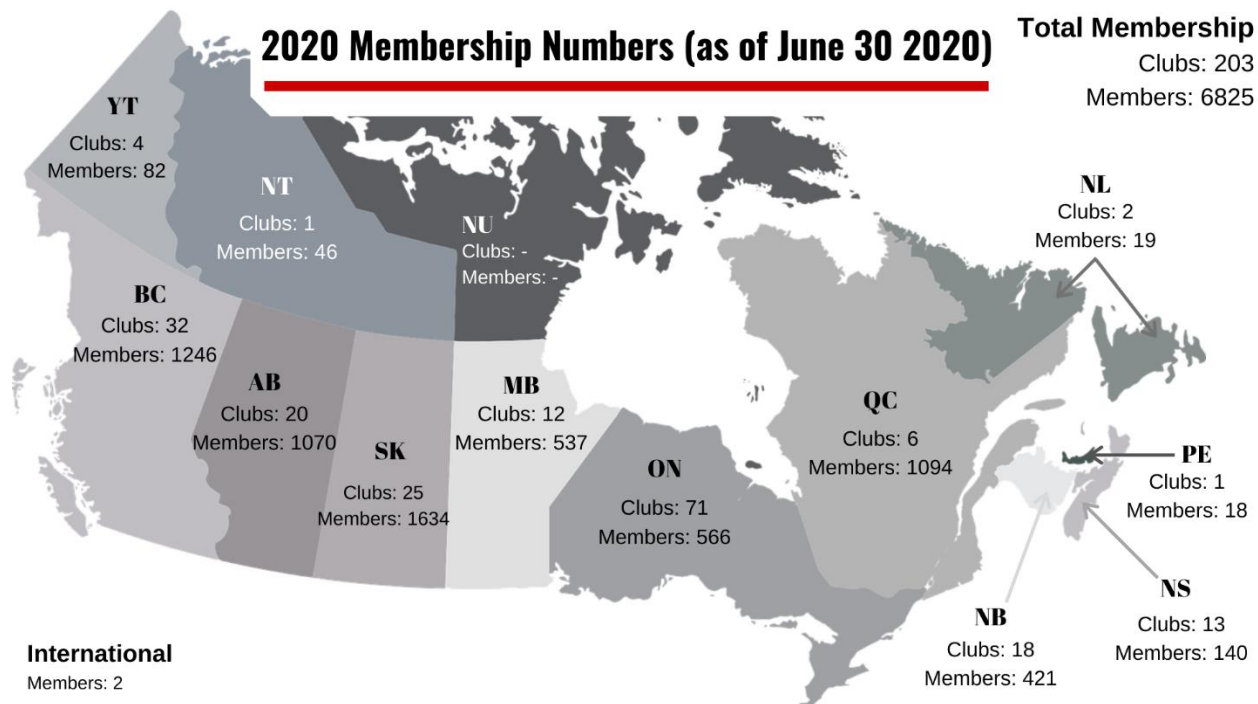 2020 Membership Numbers (as of June 30 2020)
Total Membership
Clubs: 203
Members: 6825
YT
Clubs: 4
Members: 82
NT
Clubs: 1
Members: 46
NU
Clubs: -
Members: -
NL
Clubs: 2
Members: 19
BC
Clubs: 32
Members: 1246
AB
Clubs: 20
Members: 1070
SK
Clubs: 25
Members: 1634
MB
Clubs: 12
Members: 537
ON
Clubs: 71
Members: 566
QC
Clubs: 6
Members: 1094
PE
Clubs: 1
Members: 18
NS
Clubs: 13
Members: 140
NB
Clubs: 18
Members: 421
International
Members: 2